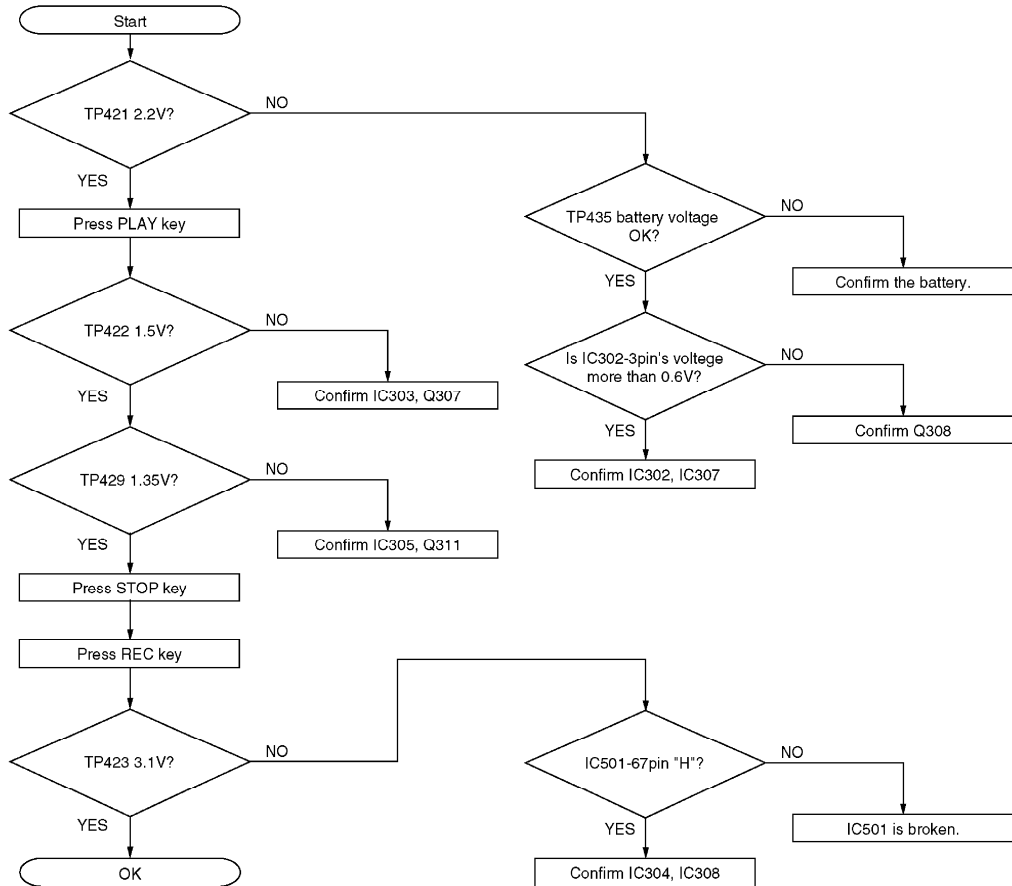 Start
TP421 2.2V?
NO
YES
Press PLAY key
TP435 battery voltage
OK?
NO
YES
Confirm the battery.
TP422 1.5V?
NO
YES
Confirm IC303, Q307
Is IC302-3pin's voltege
more than 0.6V?
NO
YES
Confirm Q308
Confirm IC302, IC307
TP429 1.35V?
NO
YES
Confirm IC305, Q311
Press STOP key
Press REC key
TP423 3.1V?
NO
YES
IC501-67pin "H"?
NO
YES
IC501 is broken.
OK
Confirm IC304, IC308